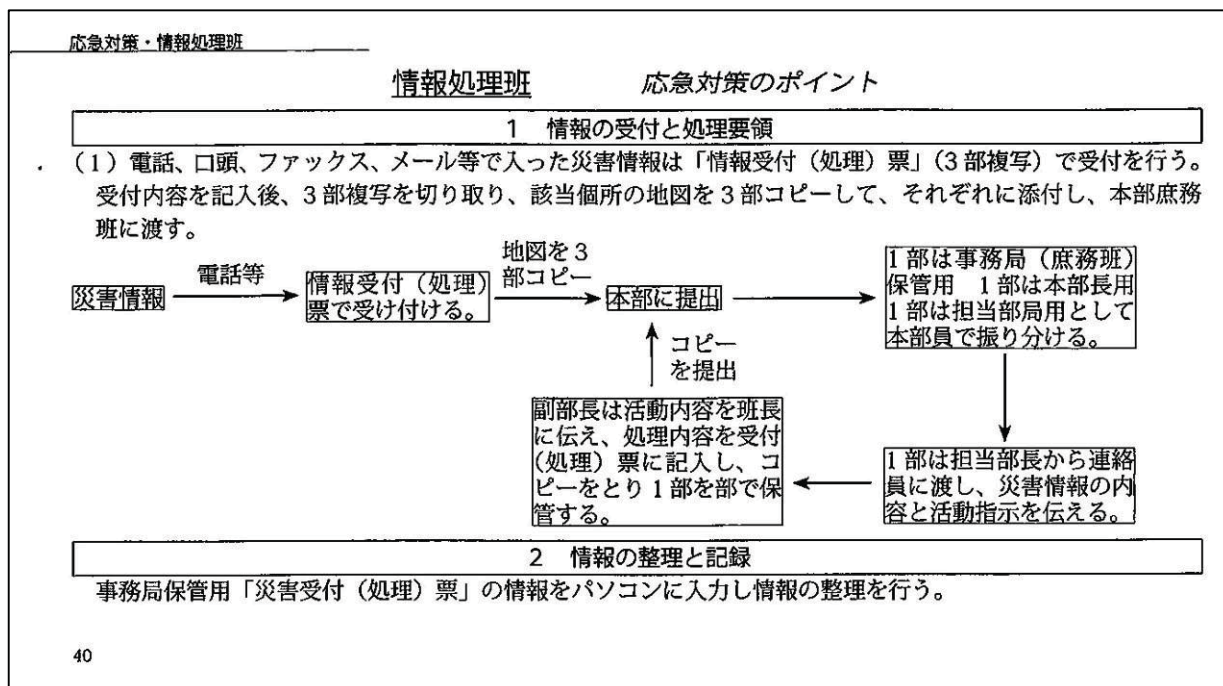 応急対策・情報処理班
情報処理班　応急対策のポイント
1　情報の受付と処理要領
（1）電話、口頭、ファックス、メール等で入った災害情報は「情報受付（処理）票」（3部複写）で受付を行う。
受付内容を記入後、3部複写を切り取り、該当個所の地図を3部コピーして、それぞれに添付し、本部庶務
班に渡す。
災害情報
電話等
情報受付（処理）
票で受け付ける。
地図を3
部コピー
本部に提出
1部は事務局（庶務班）
保管用　1部は本部長用
1部は担当部局用として
本部員で振り分ける。
1部は担当部長から連絡
員に渡し、災害情報の内
容と活動指示を伝える。
副部長は活動内容を班長
に伝え、処理内容を受付
（処理）票に記入し、コ
ピーをとり1部を部で保
管する。
コピー
を提出
2　情報の整理と記録
事務局保管用「災害受付（処理）票」の情報をパソコンに入力し情報の整理を行う。
40